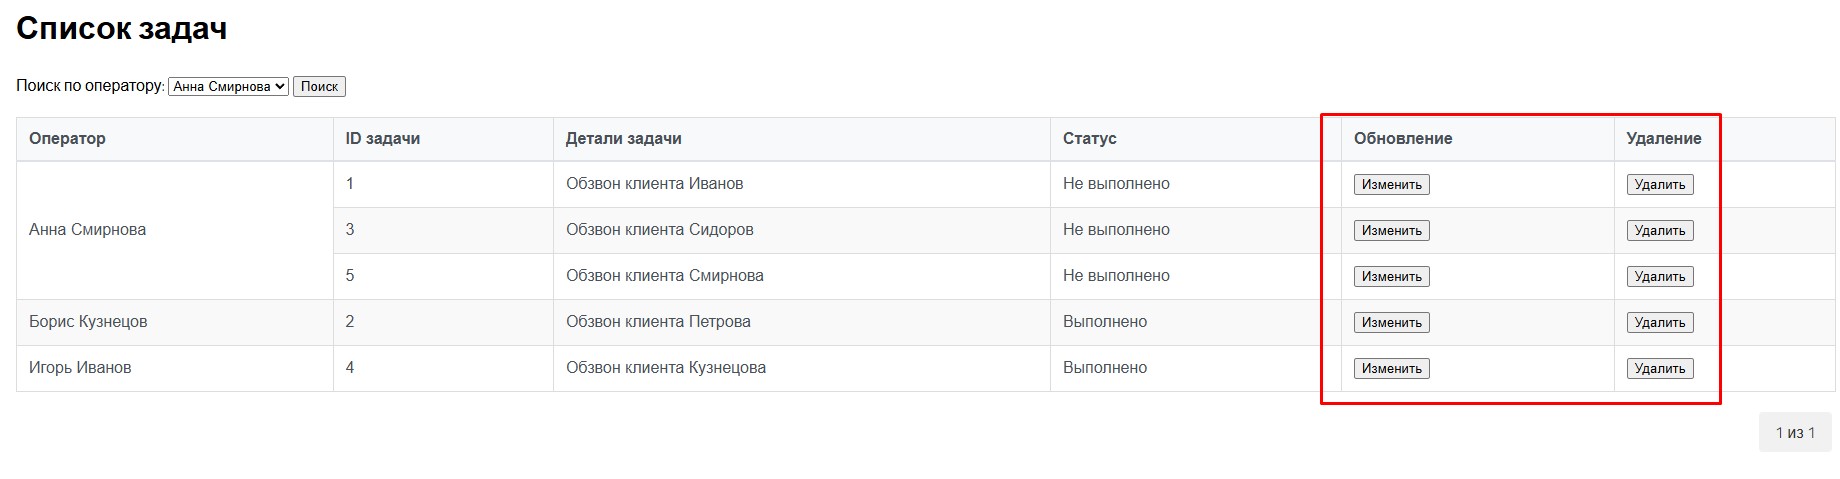 Список задач
Поиск по оператору: Анна Смирнова Поиск
Оператор ID задачи Детали задачи Статус Обновление Удаление
1 Обзвон клиента Иванов Не выполнено Изменить Удалить
Анна Смирнова 3 Обзвон клиента Сидоров Не выполнено Изменить Удалить
5 Обзвон клиента Смирнова Не выполнено Изменить Удалить
Борис Кузнецов 2 Обзвон клиента Петрова Выполнено Изменить Удалить
Игорь Иванов 4 Обзвон клиента Кузнецова Выполнено Изменить Удалить
1 из 1